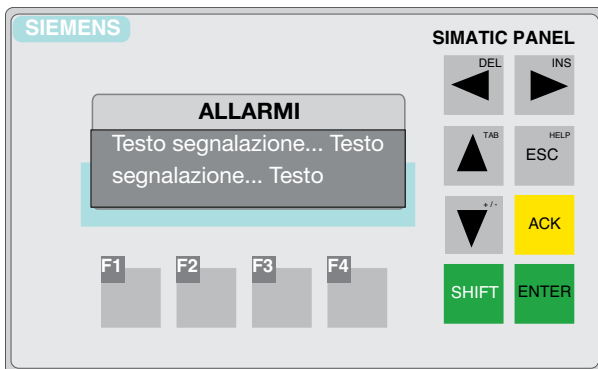 SIEMENS
SIMATIC PANEL
DEL
INS
ALLARMI
Testo segnalazione... Testo
segnalazione... Testo
TAB
HELP
ESC
+ / -
ACK
F1
F2
F3
F4
SHIFT
ENTER